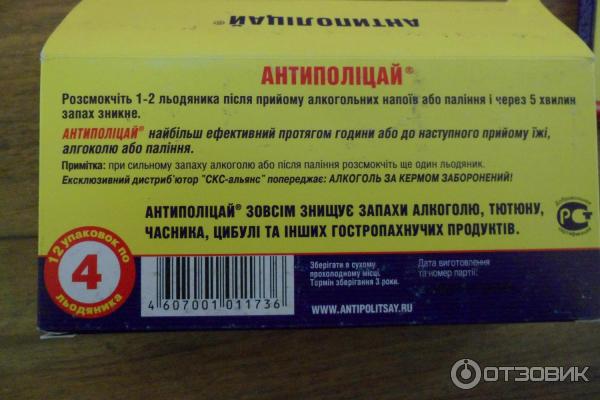 АНТИПОЛІЦАЙ®
АНТИПОЛІЦАЙ®
Розсмокчіть 1-2 льодяника після прийому алкогольних напоїв або паління і через 5 хвилин
запах зникне.
АНТИПОЛІЦАЙ® найбільш ефективний протягом години або до наступного прийому їжі,
алгоколю або паління.
Примітка: при сильному запаху алкоголю або після паління розсмокчіть ще один льодяник.
Ексклюзивний дистриб'ютор "СКС-альянс" попереджає: АЛКОГОЛЬ ЗА КЕРМОМ ЗАБОРОНЕНИЙ!
АНТИПОЛІЦАЙ® ЗОВСІМ ЗНИЩУЄ ЗАПАХИ АЛКОГОЛЮ, ТЮТЮНУ,
ЧАСНИКА, ЦИБУЛІ ТА ІНШИХ ГОСТРОПАХНУЧИХ ПРОДУКТІВ.
12 упаковок по
4
льодяника
4 607001 011736
Зберігати в сухому
прохолодному місці.
Термін зберігання 3 роки.
Дата виготовлення
та номер партії:
WWW.ANTIPOLITSAY.RU
ОТЗОВИК